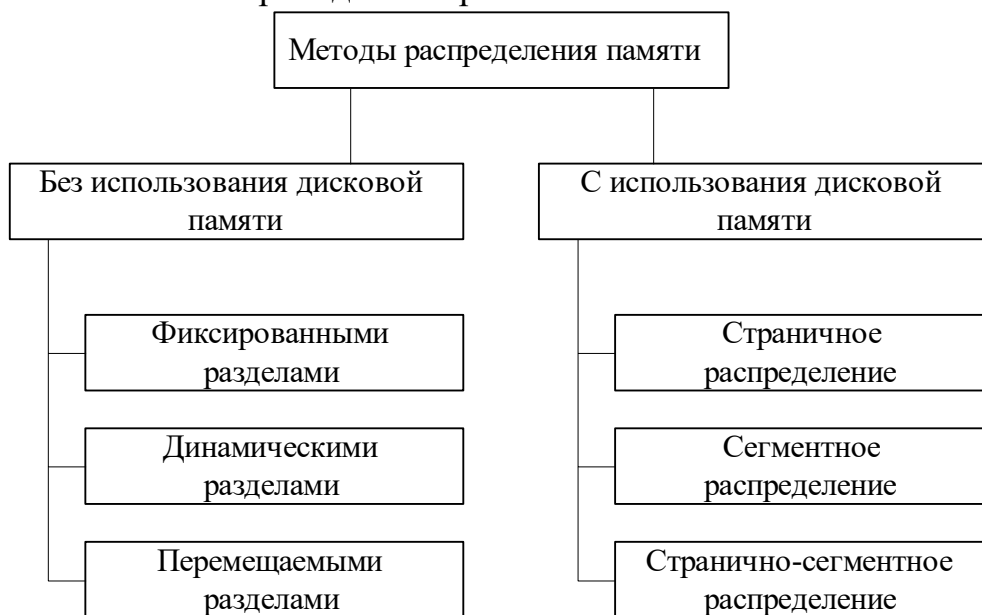 Методы распределения памяти
Без использования дисковой
памяти
С использования дисковой
памяти
Фиксированными
разделами
Страничное
распределение
Динамическими
разделами
Сегментное
распределение
Перемещаемыми
разделами
Странично-сегментное
распределение